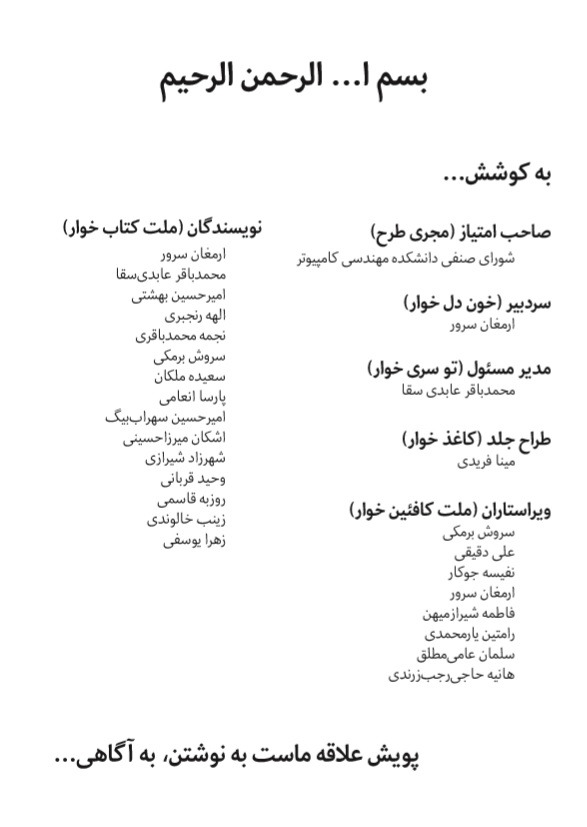 بسم ا... الرحمن الرحیم
به کوشش...
صاحب امتیاز (مجری طرح)
شورای صنفی دانشکده مهندسی کامپیوتر
سردبیر (خون دل خوار)
ارمغان سرور
مدیر مسئول (تو سری خوار)
محمدباقر عابدی سقا
طراح جلد (کاغذ خوار)
مینا فریدی
ویراستاران (ملت کافئین خوار)
سروش برمکی
علی دقیقی
نفیسه جوکار
ارمغان سرور
فاطمه شیرازمیهن
رامتین یارمحمدی
سلمان عامی‌مطلق
هانیه حاجی‌رجب‌زرندی
نویسندگان (ملت کتاب خوار)
ارمغان سرور
محمدباقر عابدی‌سقا
امیرحسین بهشتی
الهه رنجبری
نجمه محمدباقری
سروش برمکی
سعیده ملکان
پارسا انعامی
امیرحسین سهراب‌بیگ
اشکان میرزاحسینی
شهرزاد شیرازی
وحید قربانی
روزبه قاسمی
زینب خالوندی
زهرا یوسفی
پویش علاقه ماست به نوشتن، به آگاهی...